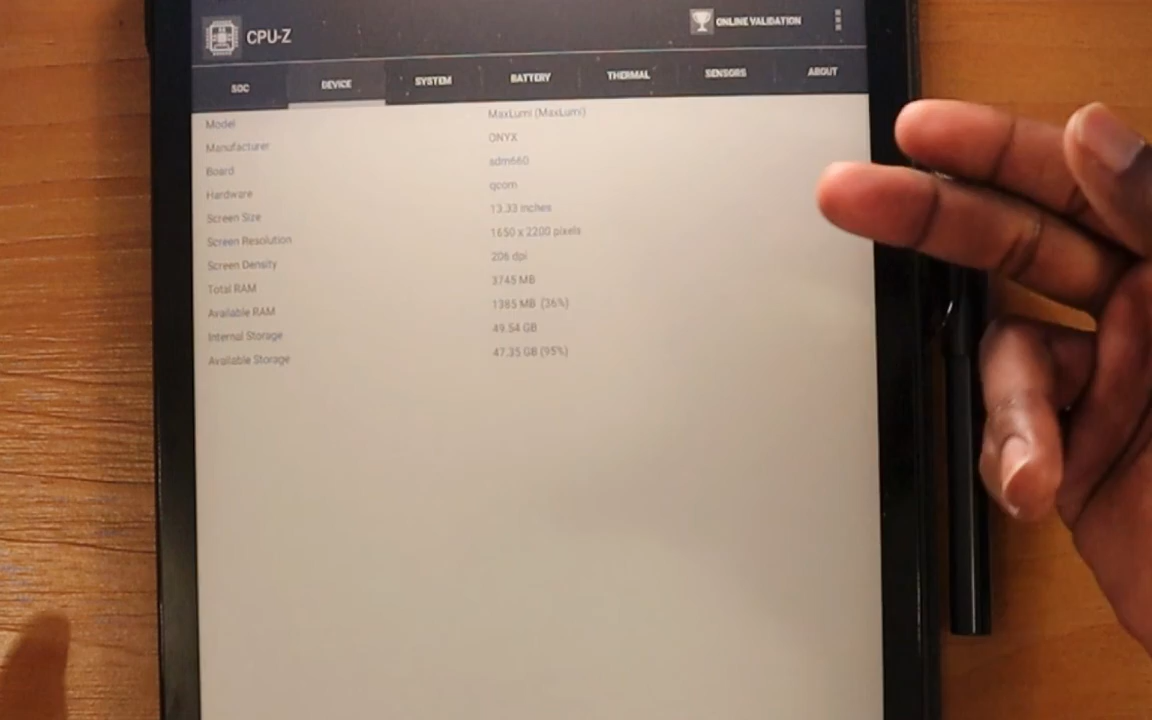 CPU-Z
ONLINE VALIDATION
SOC DEVICE SYSTEM BATTERY THERMAL SENSORS ABOUT
Model MaxLumi (MaxLumi)
Manufacturer ONYX
Board sdm660
Hardware qcom
Screen Size 13.33 inches
Screen Resolution 1650 x 2200 pixels
Screen Density 206 dpi
Total RAM 3745 MB
Available RAM 1385 MB (36%)
Internal Storage 49.54 GB
Available Storage 47.35 GB (95%)